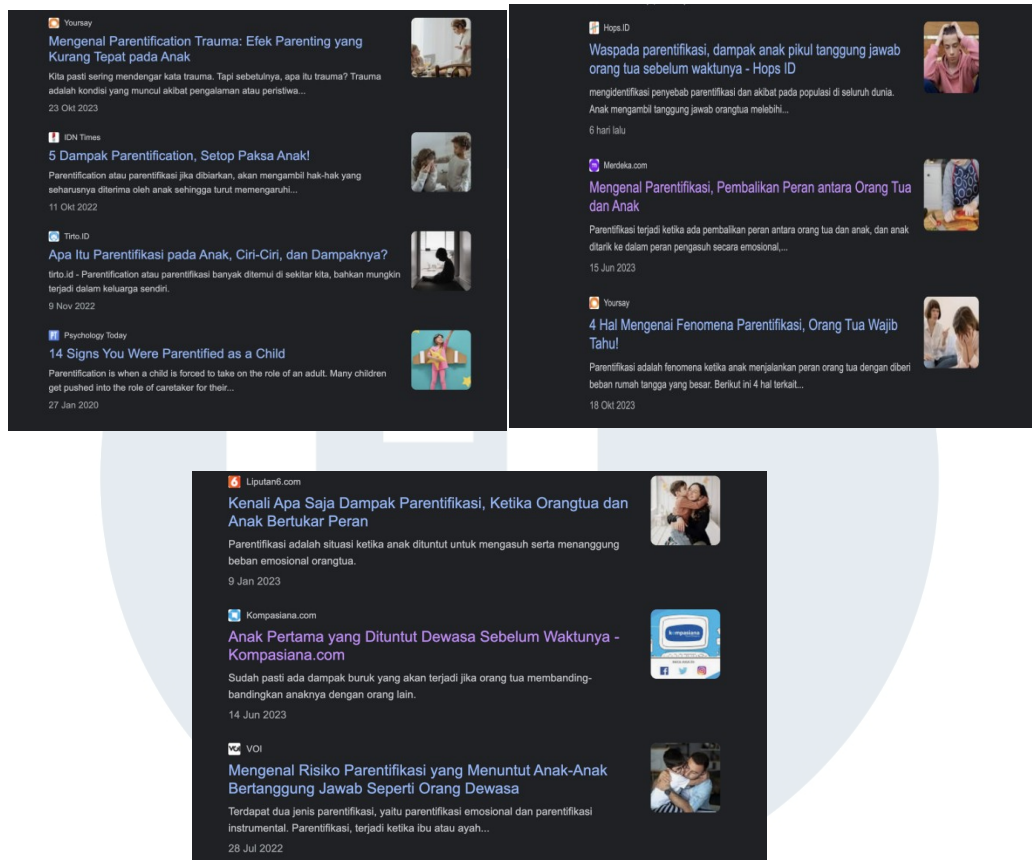 Yoursay
Mengenal Parentification Trauma: Efek Parenting yang
Kurang Tepat pada Anak
Kita pasti sering mendengar kata trauma. Tapi sebetulnya, apa itu trauma? Trauma
adalah kondisi yang muncul akibat pengalaman atau peristiwa...
23 Okt 2023
IDN Times
5 Dampak Parentification, Setop Paksa Anak!
Parentification atau parentifikasi jika dibiarkan, akan mengambil hak-hak yang
seharusnya diterima oleh anak sehingga turut memengaruhi...
11 Okt 2022
Tirto.ID
Apa Itu Parentifikasi pada Anak, Ciri-Ciri, dan Dampaknya?
tirto.id - Parentification atau parentifikasi banyak ditemui di sekitar kita, bahkan mungkin
terjadi dalam keluarga sendiri.
9 Nov 2022
Psychology Today
14 Signs You Were Parentified as a Child
Parentification is when a child is forced to take on the role of an adult. Many children
get pushed into the role of caretaker for their...
27 Jan 2020
Hops.ID
Waspada parentifikasi, dampak anak pikul tanggung jawab
orang tua sebelum waktunya - Hops ID
mengidentifikasi penyebab parentifikasi dan akibat pada populasi di seluruh dunia.
Anak mengambil tanggung jawab orangtua melebihi...
6 hari lalu
Merdeka.com
Mengenal Parentifikasi, Pembalikan Peran antara Orang Tua
dan Anak
Parentifikasi terjadi ketika ada pembalikan peran antara orang tua dan anak, dan anak
ditarik ke dalam peran pengasuh secara emosional,...
15 Jun 2023
Yoursay
4 Hal Mengenai Fenomena Parentifikasi, Orang Tua Wajib
Tahu!
Parentifikasi adalah fenomena ketika anak menjalankan peran orang tua dengan diberi
beban rumah tangga yang besar. Berikut ini 4 hal terkait...
18 Okt 2023
Liputan6.com
Kenali Apa Saja Dampak Parentifikasi, Ketika Orangtua dan
Anak Bertukar Peran
Parentifikasi adalah situasi ketika anak dituntut untuk mengasuh serta menanggung
beban emosional orangtua.
9 Jan 2023
Kompasiana.com
Anak Pertama yang Dituntut Dewasa Sebelum Waktunya -
Kompasiana.com
kompasiana
Sudah pasti ada dampak buruk yang akan terjadi jika orang tua membanding-
bandingkan anaknya dengan orang lain.
14 Jun 2023
VOI
Mengenal Risiko Parentifikasi yang Menuntut Anak-Anak
Bertanggung Jawab Seperti Orang Dewasa
Terdapat dua jenis parentifikasi, yaitu parentifikasi emosional dan parentifikasi
instrumental. Parentifikasi, terjadi ketika ibu atau ayah...
28 Jul 2022